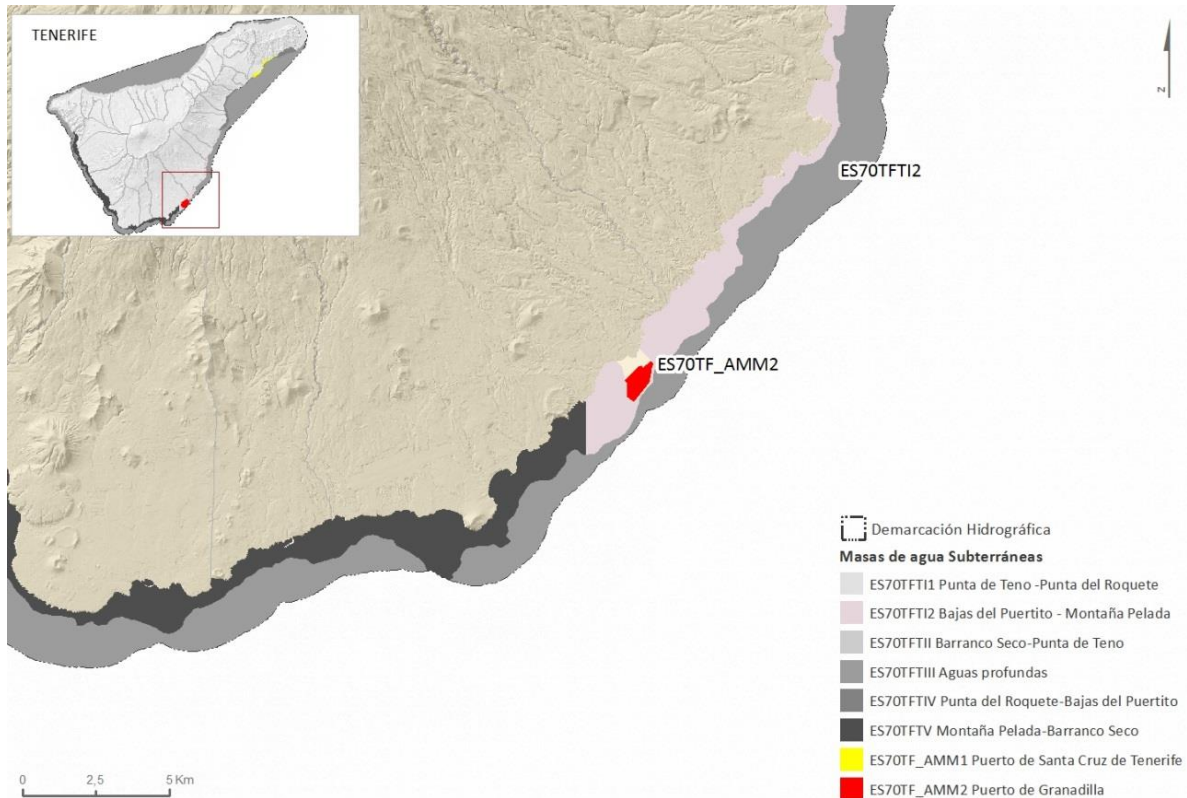 TENERIFE
N
ES70TFTI2
ES70TF_AMM2
Demarcación Hidrográfica
Masas de agua Subterráneas
ES70TFTI1 Punta de Teno -Punta del Roquete
ES70TFTI2 Bajas del Puertito - Montaña Pelada
ES70TFTII Barranco Seco-Punta de Teno
ES70TFTIII Aguas profundas
ES70TFTIV Punta del Roquete-Bajas del Puertito
ES70TFTV Montaña Pelada-Barranco Seco
ES70TF_AMM1 Puerto de Santa Cruz de Tenerife
ES70TF_AMM2 Puerto de Granadilla
0 2,5 5 Km